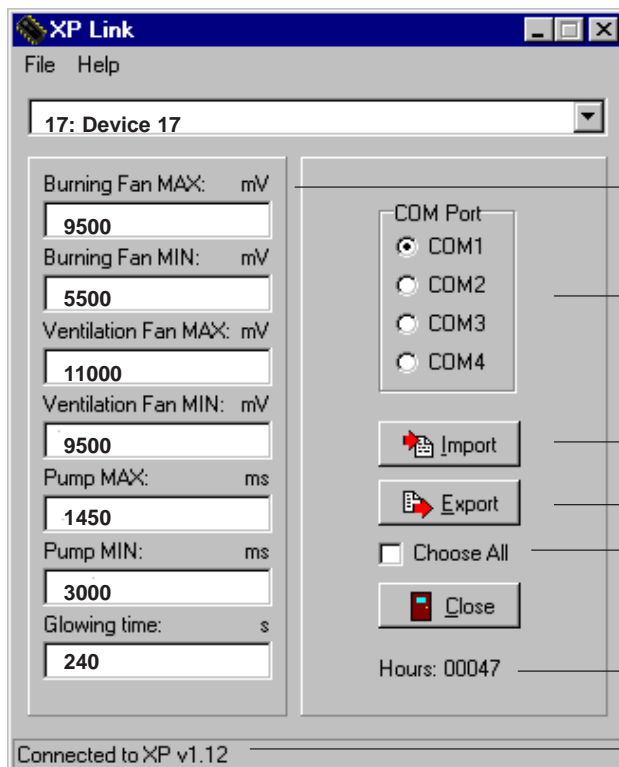 XP Link
File Help
17: Device 17
Burning Fan MAX: mV
9500
Burning Fan MIN: mV
5500
Ventilation Fan MAX: mV
11000
Ventilation Fan MIN: mV
9500
Pump MAX: ms
1450
Pump MIN: ms
3000
Glowing time: s
240
COM Port
COM1
COM2
COM3
COM4
Import
Export
Choose All
Close
Hours: 00047
Connected to XP v1.12